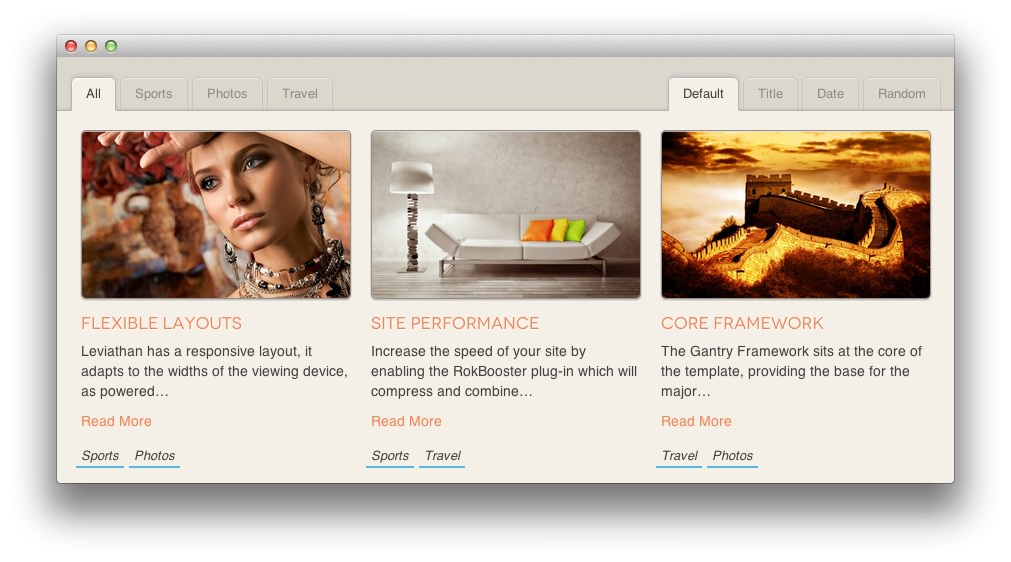 All Sports Photos Travel Default Title Date Random
FLEXIBLE LAYOUTS
Leviathan has a responsive layout, it
adapts to the widths of the viewing device,
as powered…
Read More
Sports Photos
SITE PERFORMANCE
Increase the speed of your site by
enabling the RokBooster plug-in which will
compress and combine…
Read More
Sports Travel
CORE FRAMEWORK
The Gantry Framework sits at the core of
the template, providing the base for the
major…
Read More
Travel Photos